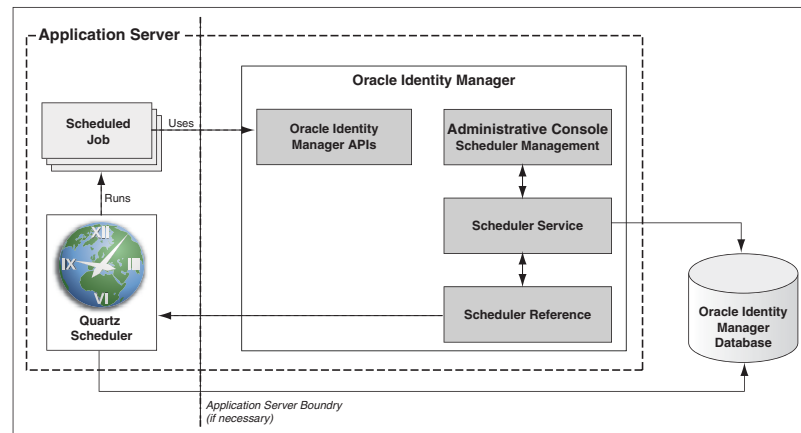 Application Server
Oracle Identity Manager
Scheduled
Job
Uses
Oracle Identity
Manager APIs
Administrative Console
Scheduler Management
Runs
XII
IX
III
VI
Scheduler Service
Quartz
Scheduler
Scheduler Reference
Oracle Identity
Manager
Database
Application Server Boundry
(if necessary)